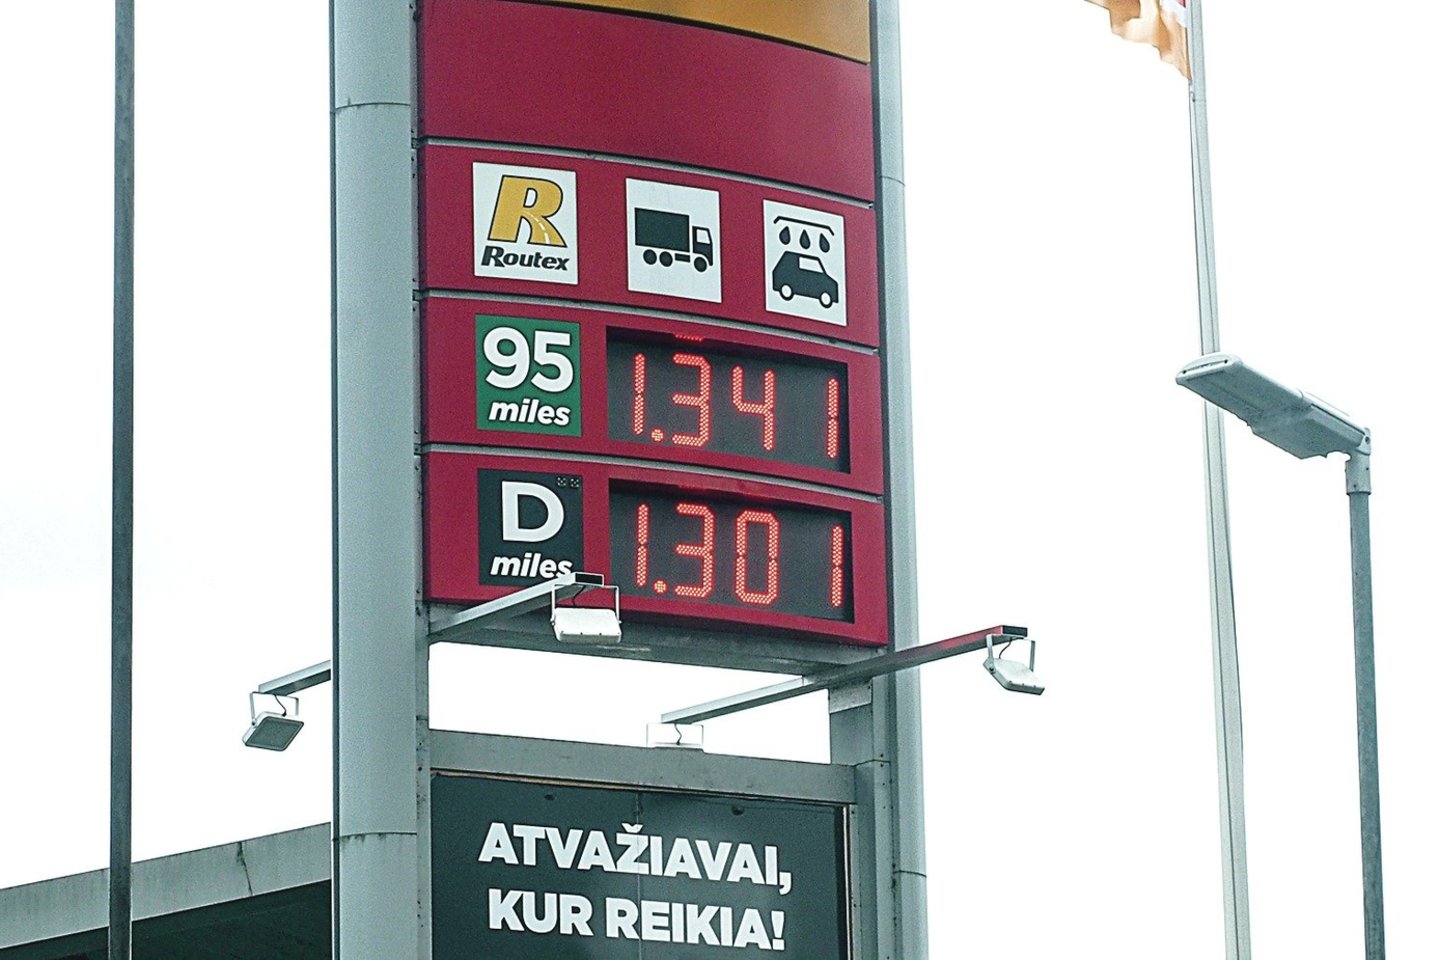 R
Routex
95
miles
1.341
D
miles
1.301
ATVAŽIAVAI,
KUR REIKIA!